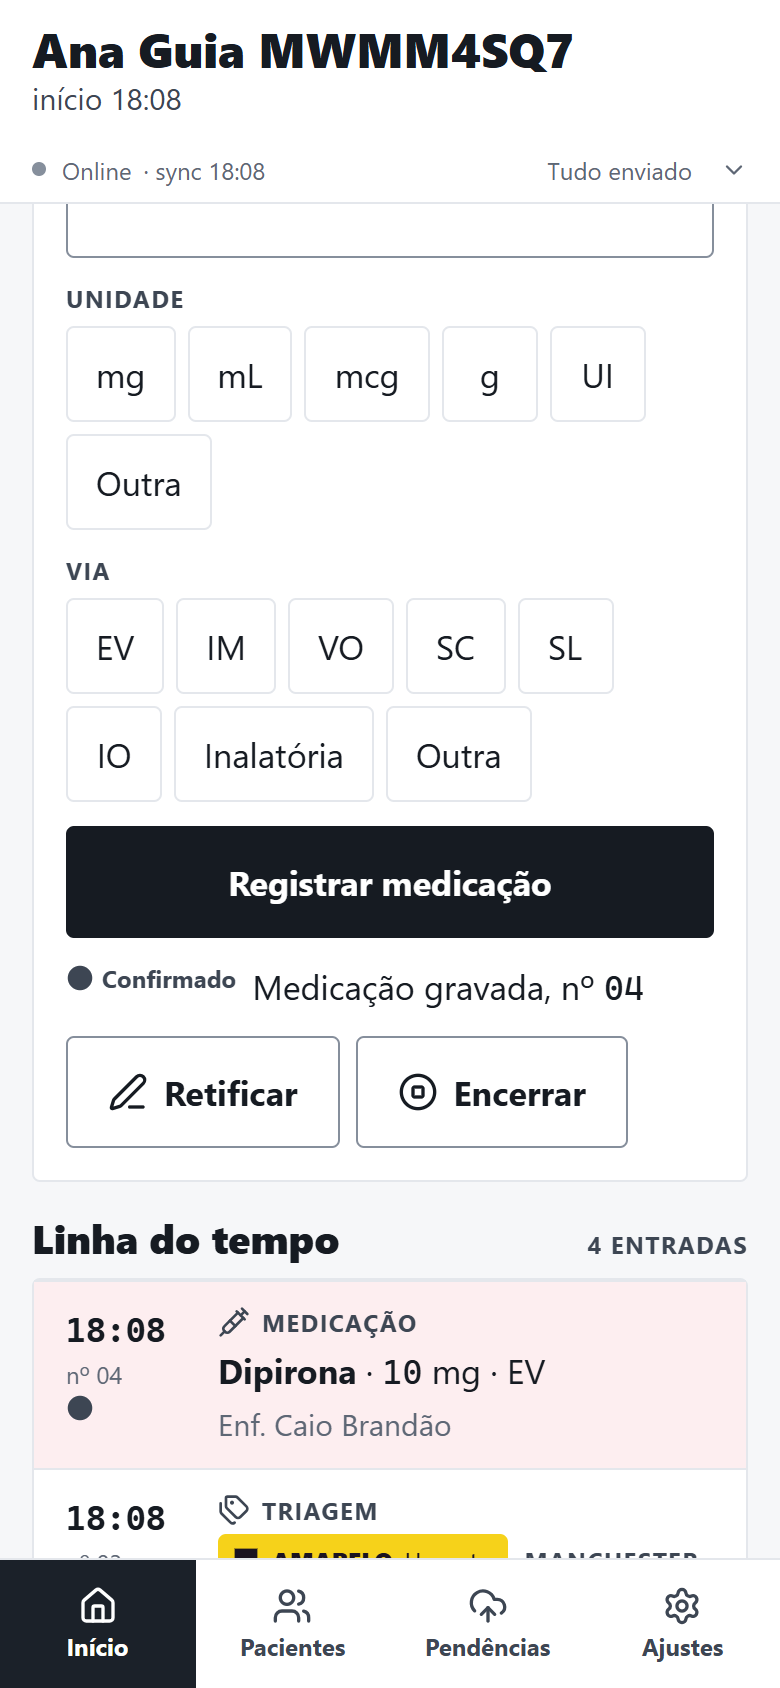 Ana Guia MWMM4SQ7
início 18:08
Online · sync 18:08
Tudo enviado
UNIDADE
mg mL mcg g UI
Outra
VIA
EV IM VO SC SL
IO Inalatória Outra
Registrar medicação
Confirmado Medicação gravada, nº 04
Retificar Encerrar
Linha do tempo
4 ENTRADAS
18:08 MEDICAÇÃO
nº 04 Dipirona · 10 mg · EV
Enf. Caio Brandão
18:08 TRIAGEM
AMARELO MANCHESTER
Início Pacientes Pendências Ajustes